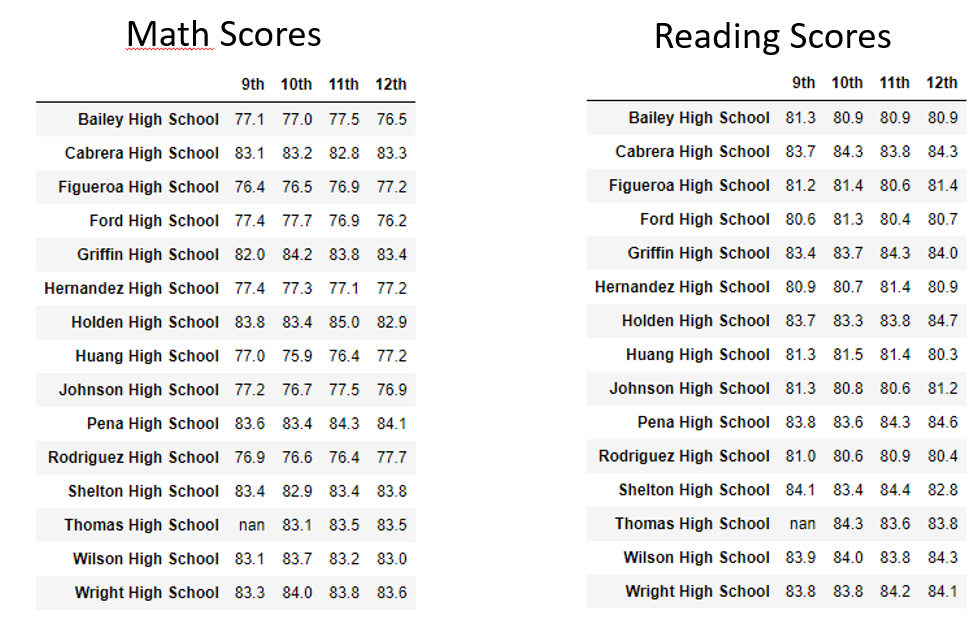 Math Scores
9th 10th 11th 12th
Bailey High School 77.1 77.0 77.5 76.5
Cabrera High School 83.1 83.2 82.8 83.3
Figueroa High School 76.4 76.5 76.9 77.2
Ford High School 77.4 77.7 76.9 76.2
Griffin High School 82.0 84.2 83.8 83.4
Hernandez High School 77.4 77.3 77.1 77.2
Holden High School 83.8 83.4 85.0 82.9
Huang High School 77.0 75.9 76.4 77.2
Johnson High School 77.2 76.7 77.5 76.9
Pena High School 83.6 83.4 84.3 84.1
Rodriguez High School 76.9 76.6 76.4 77.7
Shelton High School 83.4 82.9 83.4 83.8
Thomas High School nan 83.1 83.5 83.5
Wilson High School 83.1 83.7 83.2 83.0
Wright High School 83.3 84.0 83.8 83.6
Reading Scores
9th 10th 11th 12th
Bailey High School 81.3 80.9 80.9 80.9
Cabrera High School 83.7 84.3 83.8 84.3
Figueroa High School 81.2 81.4 80.6 81.4
Ford High School 80.6 81.3 80.4 80.7
Griffin High School 83.4 83.7 84.3 84.0
Hernandez High School 80.9 80.7 81.4 80.9
Holden High School 83.7 83.3 83.8 84.7
Huang High School 81.3 81.5 81.4 80.3
Johnson High School 81.3 80.8 80.6 81.2
Pena High School 83.8 83.6 84.3 84.6
Rodriguez High School 81.0 80.6 80.9 80.4
Shelton High School 84.1 83.4 84.4 82.8
Thomas High School nan 84.3 83.6 83.8
Wilson High School 83.9 84.0 83.8 84.3
Wright High School 83.8 83.8 84.2 84.1